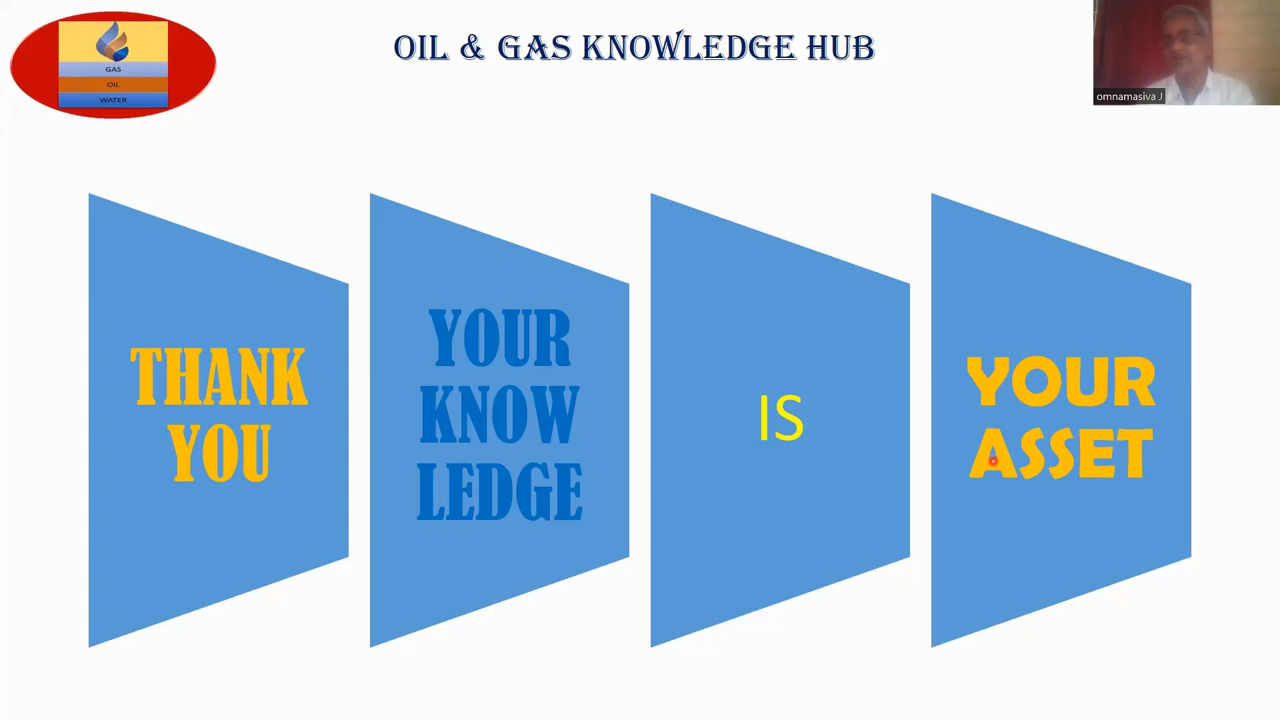 GAS
OIL
WATER
OIL & GAS KNOWLEDGE HUB
omnamasiva J
THANK
YOU
YOUR
KNOW
LEDGE
IS
YOUR
ASSET